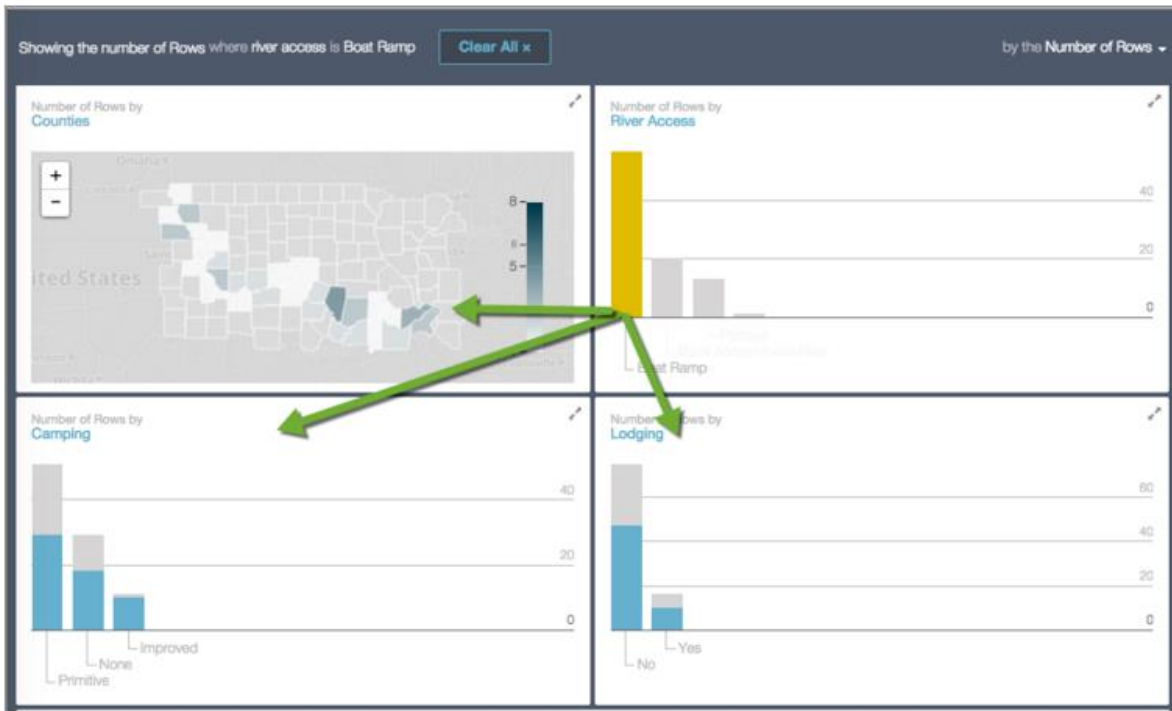 Showing the number of Rows where river access is Boat Ramp
Clear All ×
by the Number of Rows
Number of Rows by
Counties
+
-
Omaha
ited States
8
6
5
Number of Rows by
River Access
40
20
0
Boat Ramp
Number of Rows by
Camping
40
20
0
Improved
None
Primitive
Number of Rows by
Lodging
60
40
20
0
Yes
No